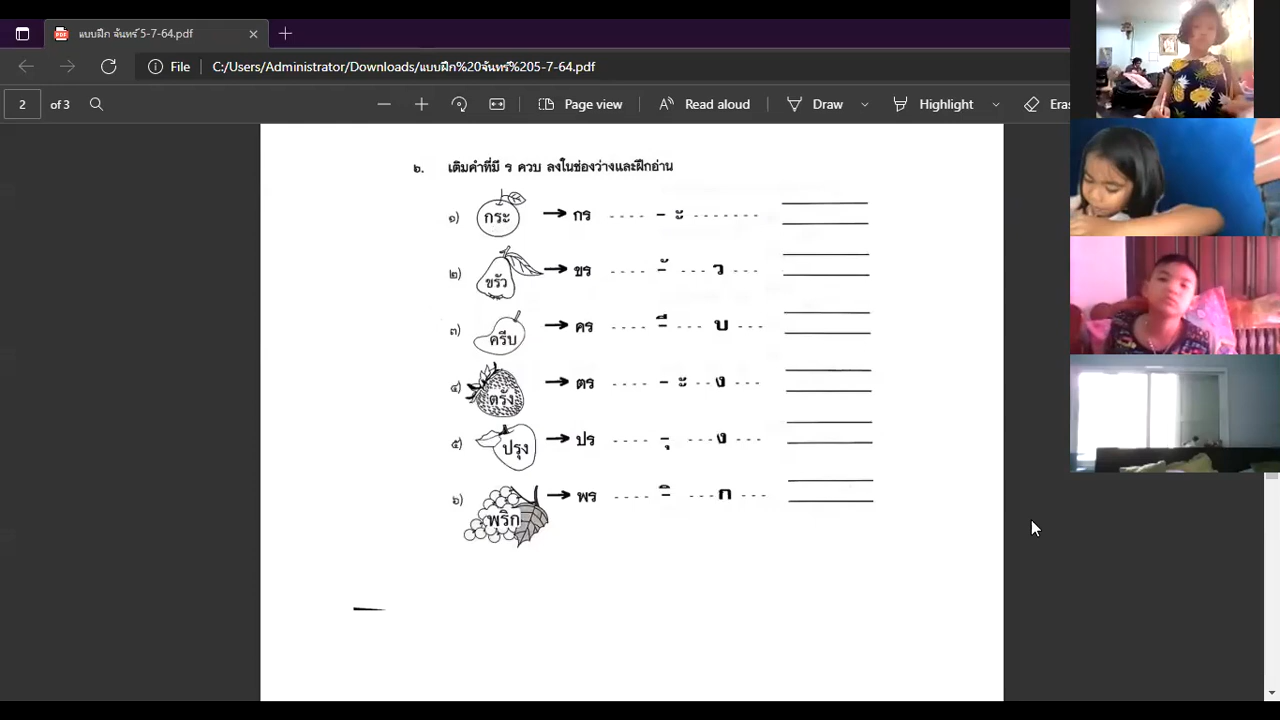 แบบฝึก จันทร์ 5-7-64.pdf
File C:/Users/Administrator/Downloads/แบบฝึก%20จันทร์%205-7-64.pdf
2 of 3 Page view Read aloud Draw Highlight Eras
๖. เติมคำที่มี ร ควบ ลงในช่องว่างและฝึกอ่าน
๑) กระ → กร .... - ะ .......
๒) ขรัว → ขร .... -ั ... ว ...
๓) ครีบ → คร .... -ี ... บ ...
๔) ตรัง → ตร .... - ะ ... ง ...
๕) ปรุง → ปร .... -ุ ... ง ...
๖) พริก → พร .... -ิ ... ก ...